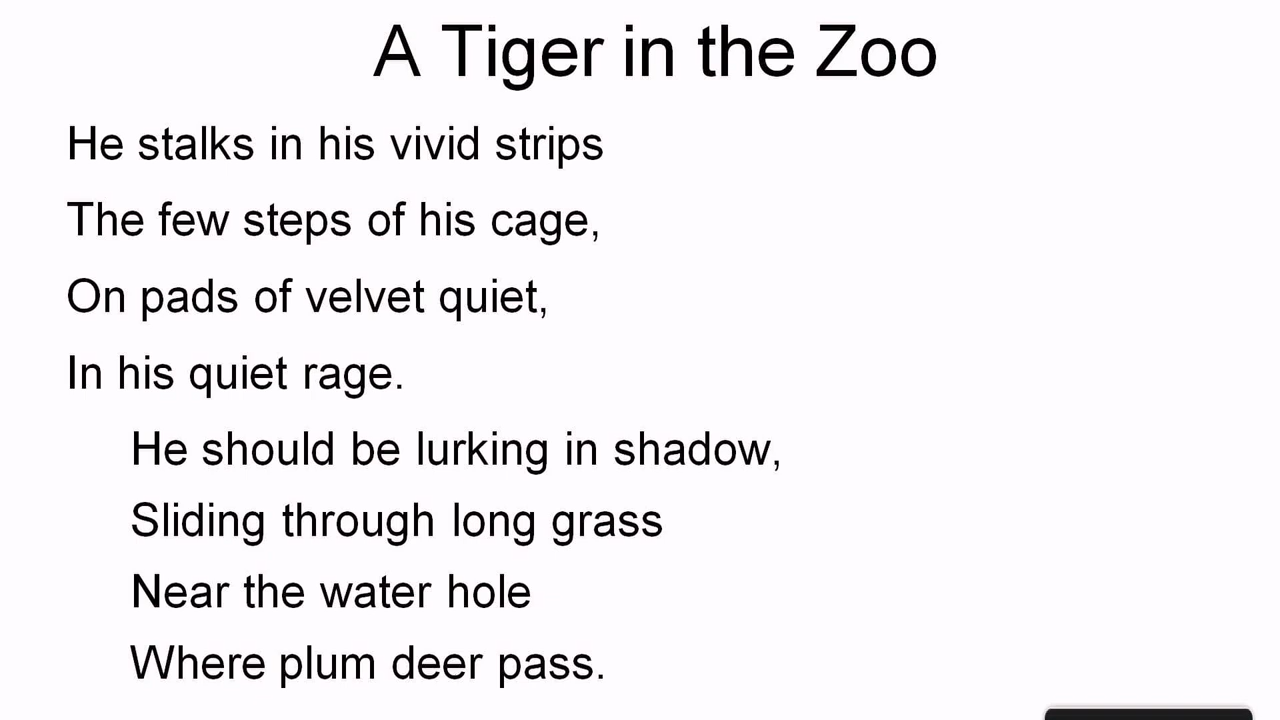 A Tiger in the Zoo
He stalks in his vivid strips
The few steps of his cage,
On pads of velvet quiet,
In his quiet rage.
He should be lurking in shadow,
Sliding through long grass
Near the water hole
Where plum deer pass.